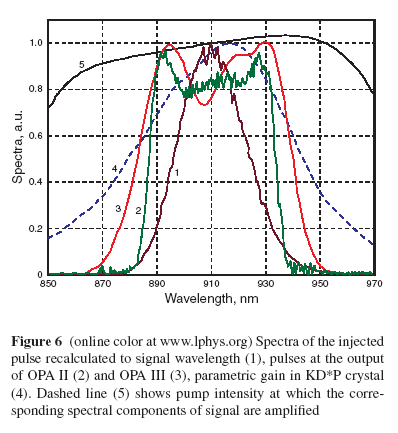 Spectra, a.u.
1.0
0.8
0.6
0.4
0.2
0
5
4
3
2
1
850 870 890 910 930 950 970
Wavelength, nm
Figure 6 (online color at www.lphys.org) Spectra of the injected
pulse recalculated to signal wavelength (1), pulses at the output
of OPA II (2) and OPA III (3), parametric gain in KD*P crystal
(4). Dashed line (5) shows pump intensity at which the corre-
sponding spectral components of signal are amplified